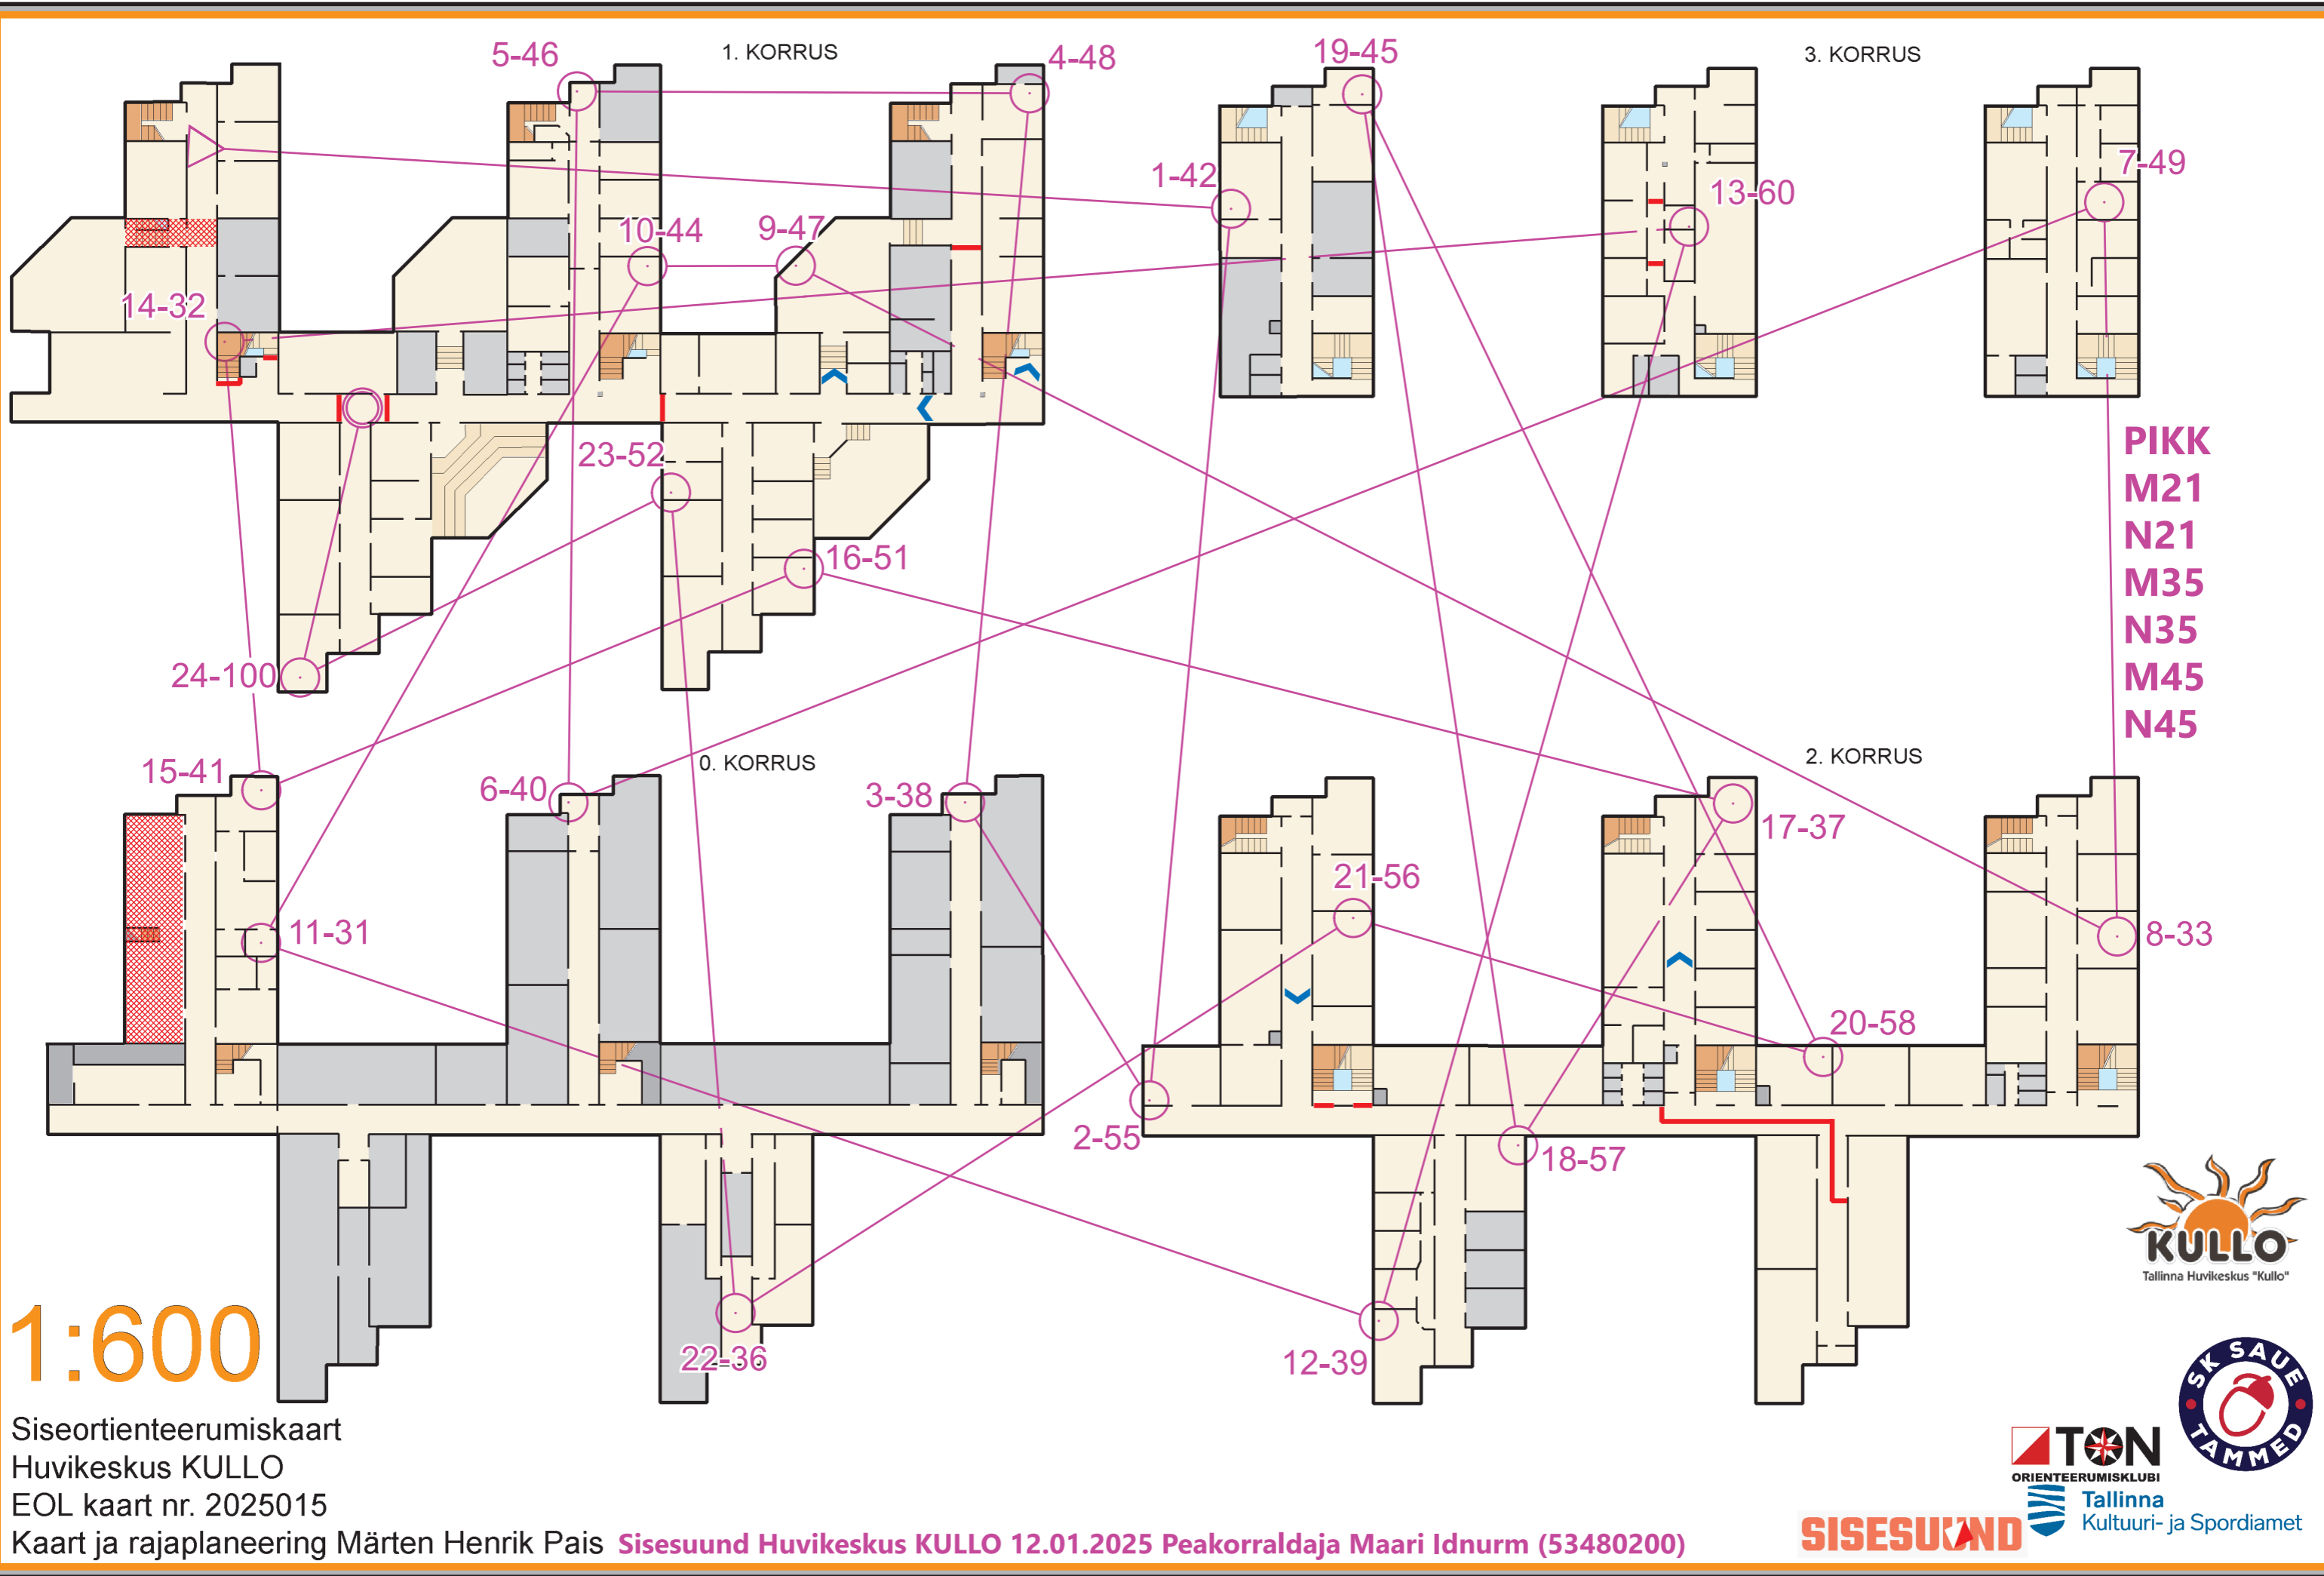 5-46
1. KORRUS
4-48
19-45
3. KORRUS
1-42
7-49
13-60
10-44
9-47
14-32
23-52
16-51
24-100
PIKK
M21
N21
M35
N35
M45
N45
15-41
6-40
0. KORRUS
3-38
2. KORRUS
17-37
21-56
11-31
8-33
20-58
2-55
18-57
22-36
12-39
KULLO
Tallinna Huvikeskus "Kullo"
1:600
SK SAUE TAMMED
Siseortienteerumiskaart
Huvikeskus KULLO
EOL kaart nr. 2025015
Kaart ja rajaplaneering Märten Henrik Pais
Sisesuund Huvikeskus KULLO 12.01.2025 Peakorraldaja Maari Idnurm (53480200)
TON
ORIENTEERUMISKLUBI
Tallinna
Kultuuri- ja Spordiamet
SISESUUND